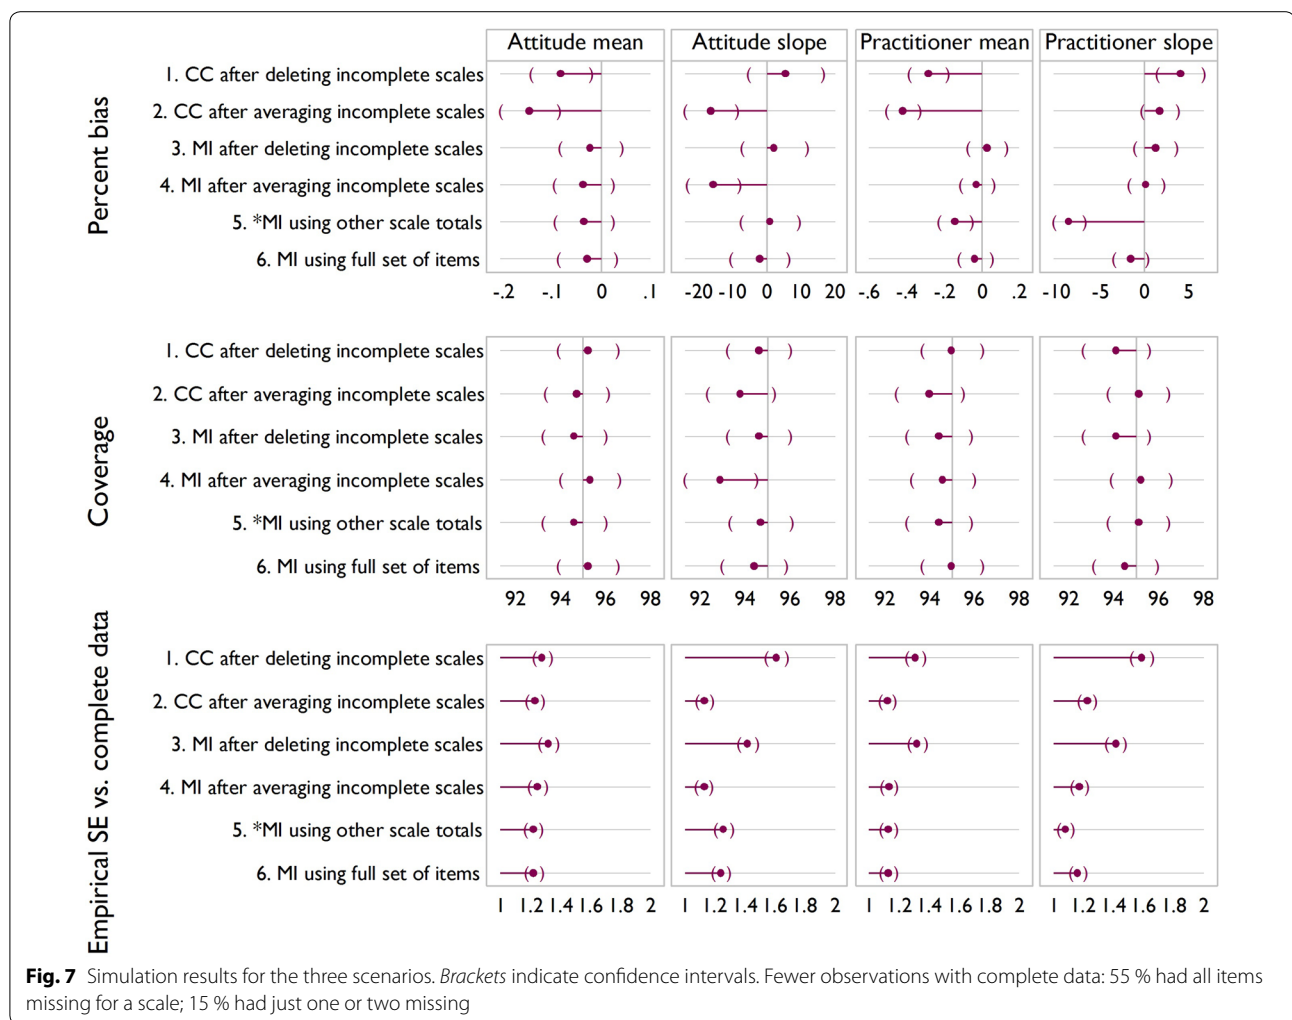 Attitude mean Attitude slope Practitioner mean Practitioner slope
Percent bias
1. CC after deleting incomplete scales
2. CC after averaging incomplete scales
3. MI after deleting incomplete scales
4. MI after averaging incomplete scales
5. *MI using other scale totals
6. MI using full set of items
-.2 -.1 0 .1 -20 -10 0 10 20 -.6 -.4 -.2 0 .2 -10 -5 0 5
Coverage
1. CC after deleting incomplete scales
2. CC after averaging incomplete scales
3. MI after deleting incomplete scales
4. MI after averaging incomplete scales
5. *MI using other scale totals
6. MI using full set of items
92 94 96 98 92 94 96 98 92 94 96 98 92 94 96 98
Empirical SE vs. complete data
1. CC after deleting incomplete scales
2. CC after averaging incomplete scales
3. MI after deleting incomplete scales
4. MI after averaging incomplete scales
5. *MI using other scale totals
6. MI using full set of items
1 1.2 1.4 1.6 1.8 2 1 1.2 1.4 1.6 1.8 2 1 1.2 1.4 1.6 1.8 2 1 1.2 1.4 1.6 1.8 2
Fig. 7 Simulation results for the three scenarios. Brackets indicate confidence intervals. Fewer observations with complete data: 55 % had all items
missing for a scale; 15 % had just one or two missing